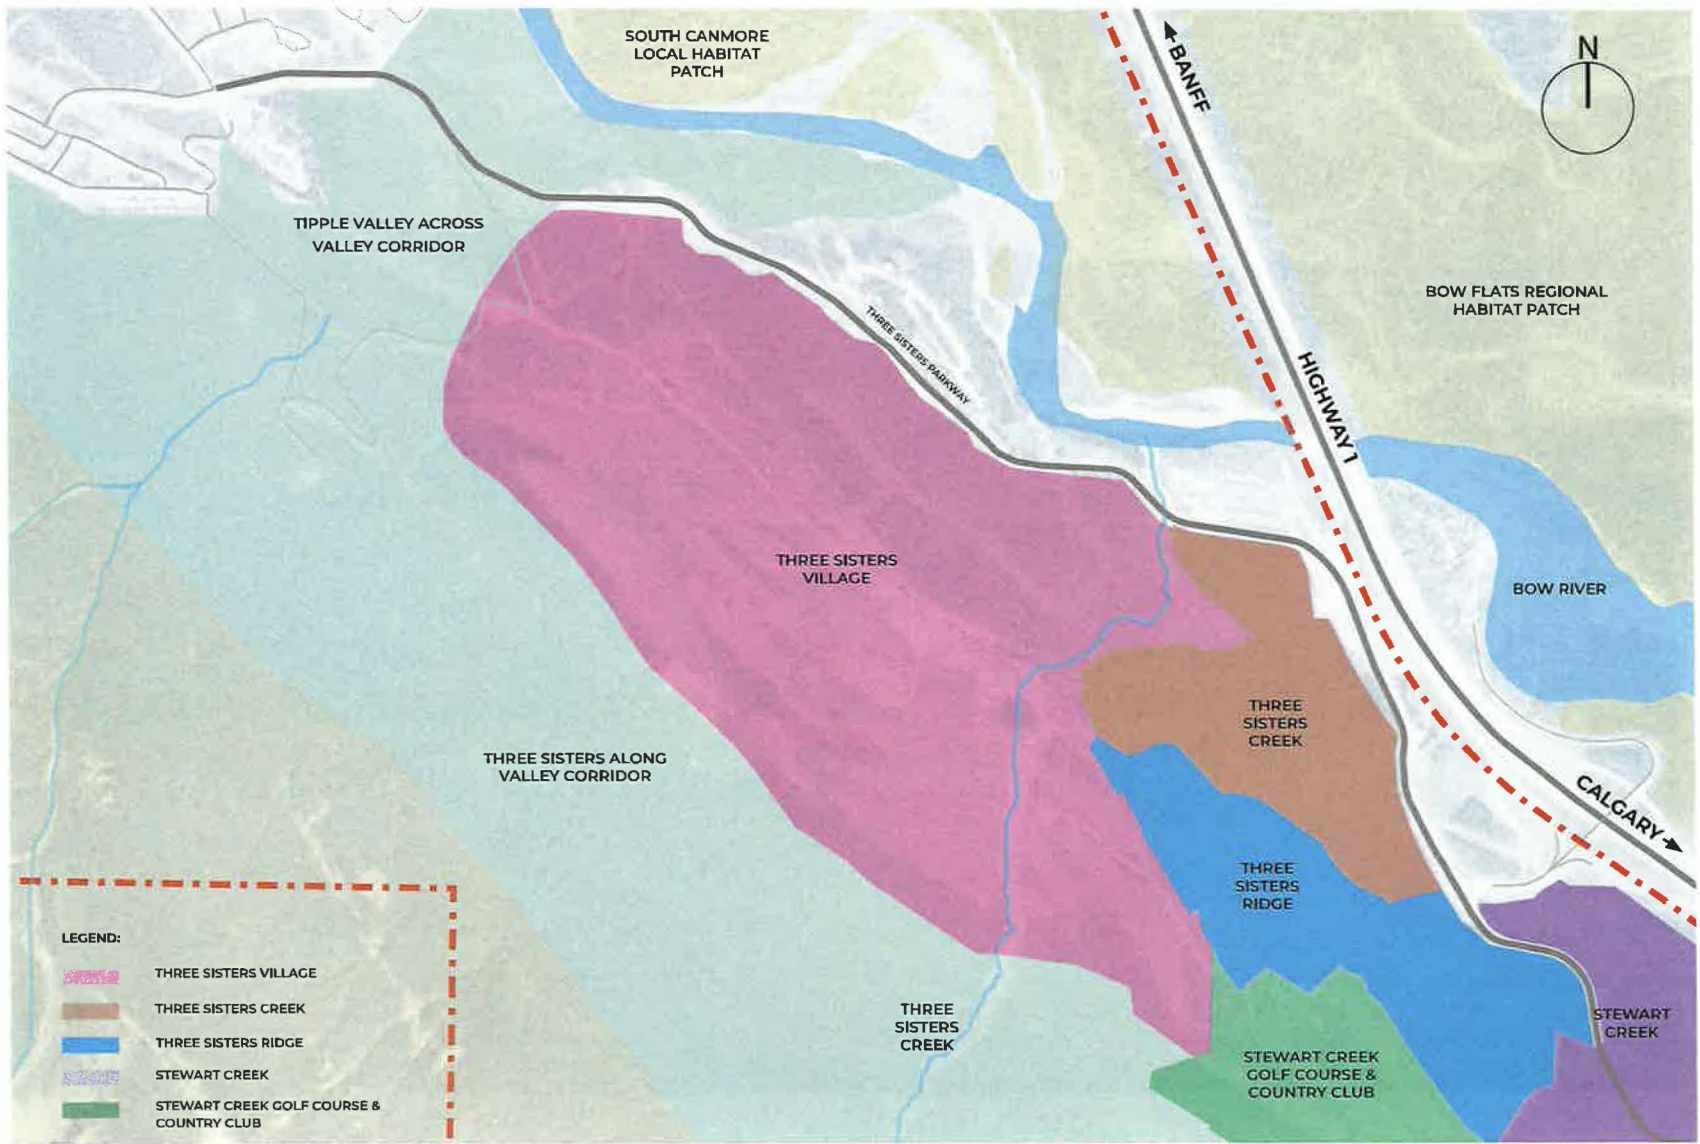 SOUTH CANMORE
LOCAL HABITAT
PATCH
BANFF
N
TIPPLE VALLEY ACROSS
VALLEY CORRIDOR
BOW FLATS REGIONAL
HABITAT PATCH
THREE SISTERS PARKWAY
HIGHWAY 1
THREE SISTERS
VILLAGE
BOW RIVER
THREE
SISTERS
CREEK
THREE SISTERS ALONG
VALLEY CORRIDOR
CALGARY
THREE
SISTERS
RIDGE
THREE
SISTERS
CREEK
STEWART
CREEK
STEWART CREEK
GOLF COURSE &
COUNTRY CLUB
LEGEND:
THREE SISTERS VILLAGE
THREE SISTERS CREEK
THREE SISTERS RIDGE
STEWART CREEK
STEWART CREEK GOLF COURSE &
COUNTRY CLUB